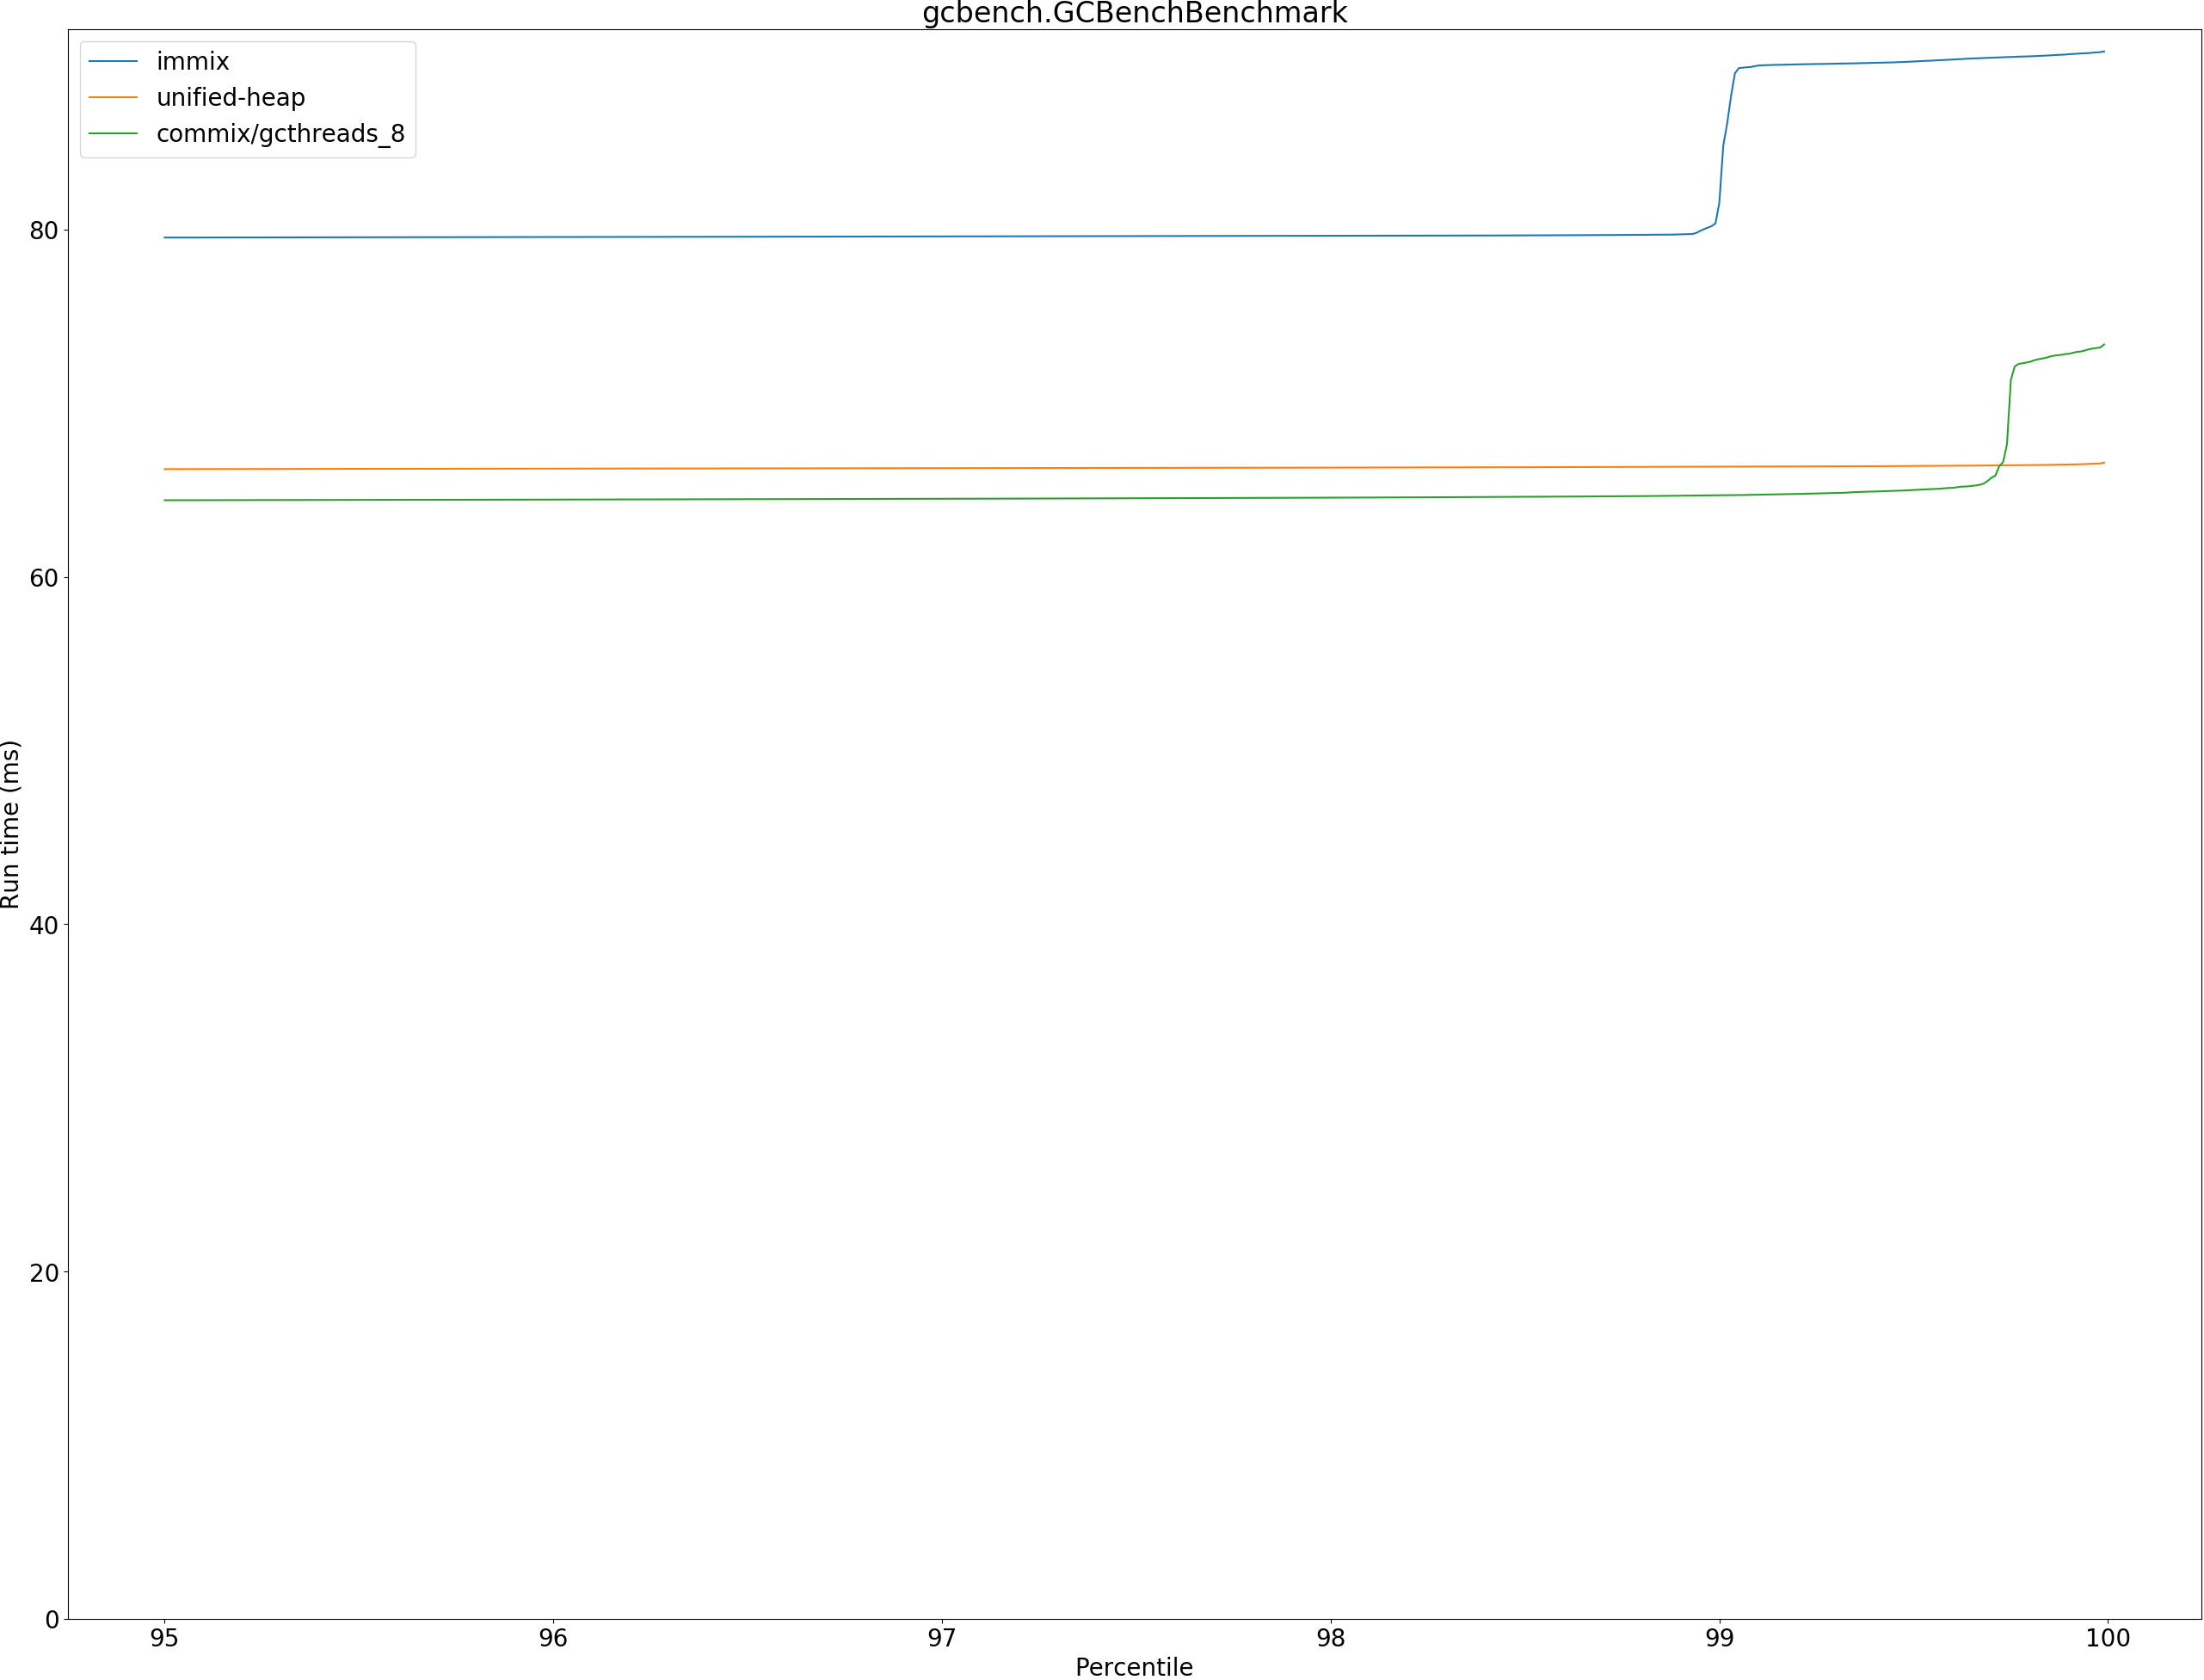 gcbench.GCBenchBenchmark
immix
unified-heap
commix/gcthreads_8
80
60
40
20
0
Run time (ms)
95 96 97 98 99 100
Percentile